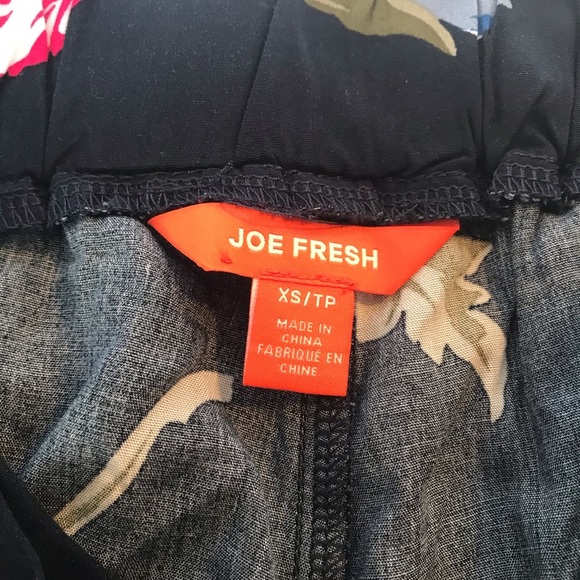 JOE FRESH
XS/TP
MADE IN
CHINA
FABRIQUÉ EN
CHINE